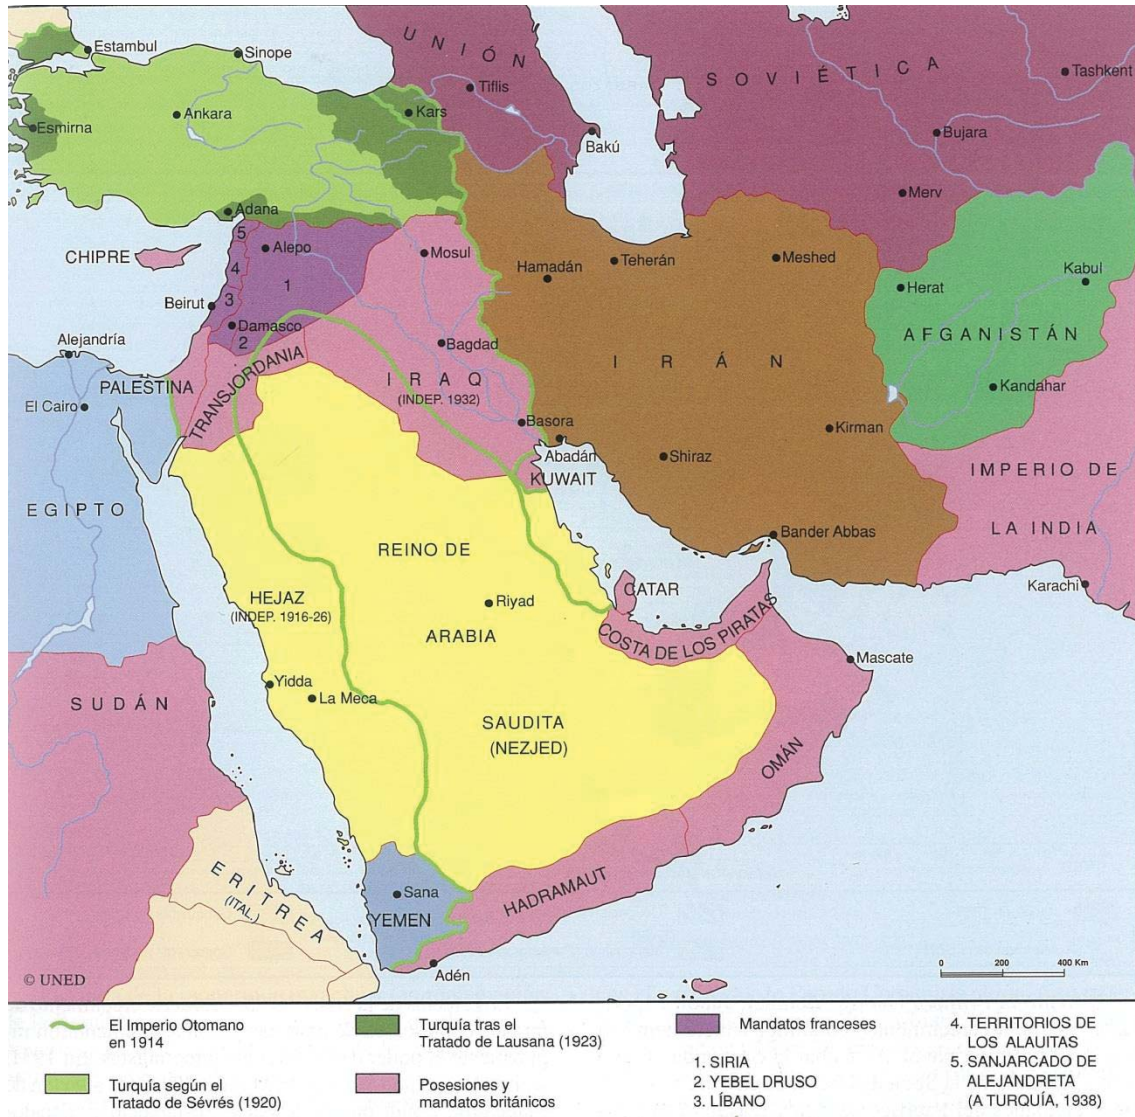 Estambul
Sinope
UNIÓN
SOVIÉTICA
Tashkent
Tiflis
Ankara
Kars
Esmirna
Bakú
Bujara
Merv
Adana
5
Alepo
CHIPRE
4
1
Mosul
Hamadán
Teherán
Meshed
Kabul
Herat
Beirut
3
Damasco
2
Alejandría
Bagdad
IRÁN
AFGANISTÁN
PALESTINA
TRANSJORDANIA
IRAQ
(INDEP. 1932)
Kandahar
El Cairo
Basora
Abadán
Kirman
Shiraz
KUWAIT
IMPERIO DE
LA INDIA
EGIPTO
Bander Abbas
REINO DE
Karachi
HEJAZ
(INDEP. 1916-26)
Riyad
CATAR
ARABIA
COSTA DE LOS PIRATAS
Mascate
Yidda
La Meca
SUDÁN
SAUDITA
(NEZJED)
OMÁN
ERITREA
(ITAL.)
Sana
YEMEN
HADRAMAUT
Adén
© UNED
0 200 400 Km
El Imperio Otomano
en 1914
Turquía según el
Tratado de Sévrés (1920)
Turquía tras el
Tratado de Lausana (1923)
Posesiones y
mandatos británicos
Mandatos franceses
1. SIRIA
2. YEBEL DRUSO
3. LÍBANO
4. TERRITORIOS DE
LOS ALAUITAS
5. SANJARCADO DE
ALEJANDRETA
(A TURQUÍA, 1938)